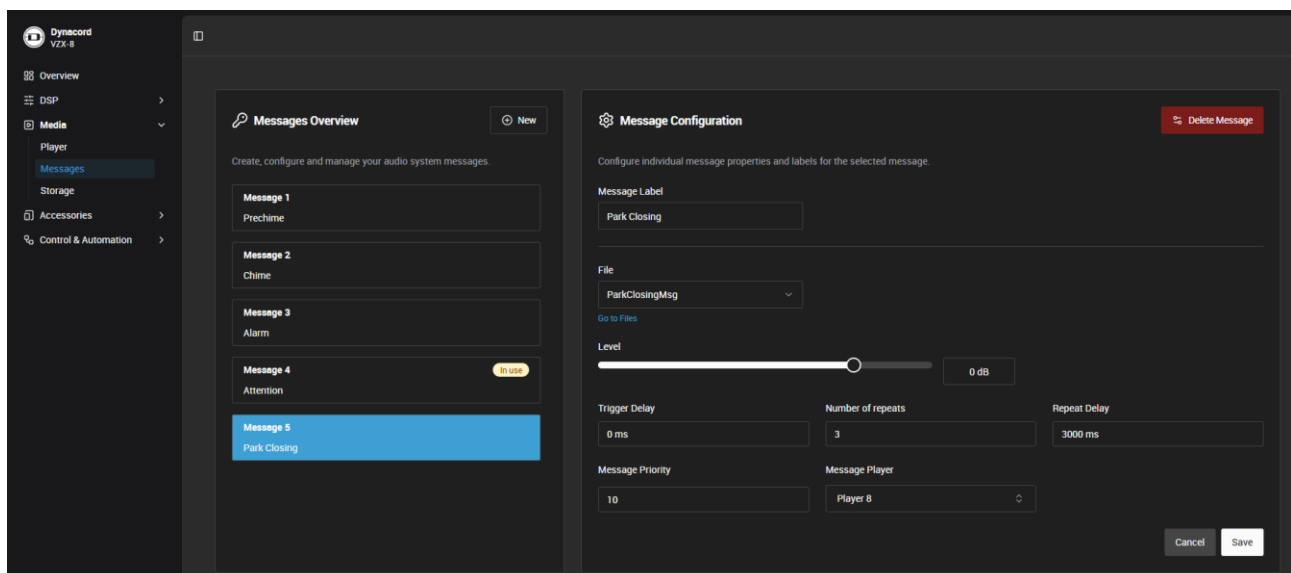 Dynacord
VZX-8
Overview
DSP
Media
Player
Messages
Storage
Accessories
Control & Automation
Messages Overview
New
Create, configure and manage your audio system messages.
Message 1
Prechime
Message 2
Chime
Message 3
Alarm
Message 4
In use
Attention
Message 5
Park Closing
Message Configuration
Delete Message
Configure individual message properties and labels for the selected message.
Message Label
Park Closing
File
ParkClosingMsg
Go to Files
Level
0 dB
Trigger Delay
Number of repeats
Repeat Delay
0 ms
3
3000 ms
Message Priority
Message Player
10
Player 8
Cancel
Save